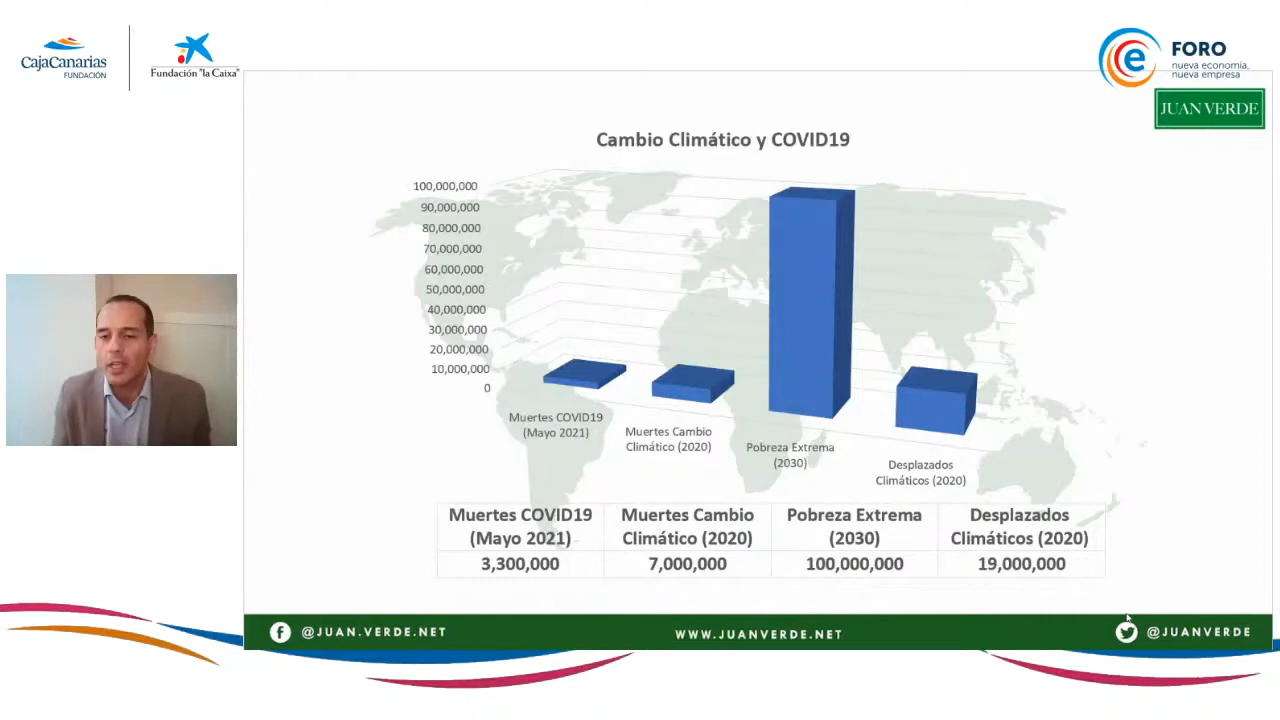 CajaCanarias
FUNDACIÓN
Fundación "la Caixa"
e
FORO
nueva economía,
nueva empresa
JUAN VERDE
Cambio Climático y COVID19
100,000,000
90,000,000
80,000,000
70,000,000
60,000,000
50,000,000
40,000,000
30,000,000
20,000,000
10,000,000
0
Muertes COVID19
(Mayo 2021)
Muertes Cambio
Climático (2020)
Pobreza Extrema
(2030)
Desplazados
Climáticos (2020)
Muertes COVID19
(Mayo 2021)
Muertes Cambio
Climático (2020)
Pobreza Extrema
(2030)
Desplazados
Climáticos (2020)
3,300,000
7,000,000
100,000,000
19,000,000
f @JUAN.VERDE.NET
WWW.JUANVERDE.NET
@JUANVERDE